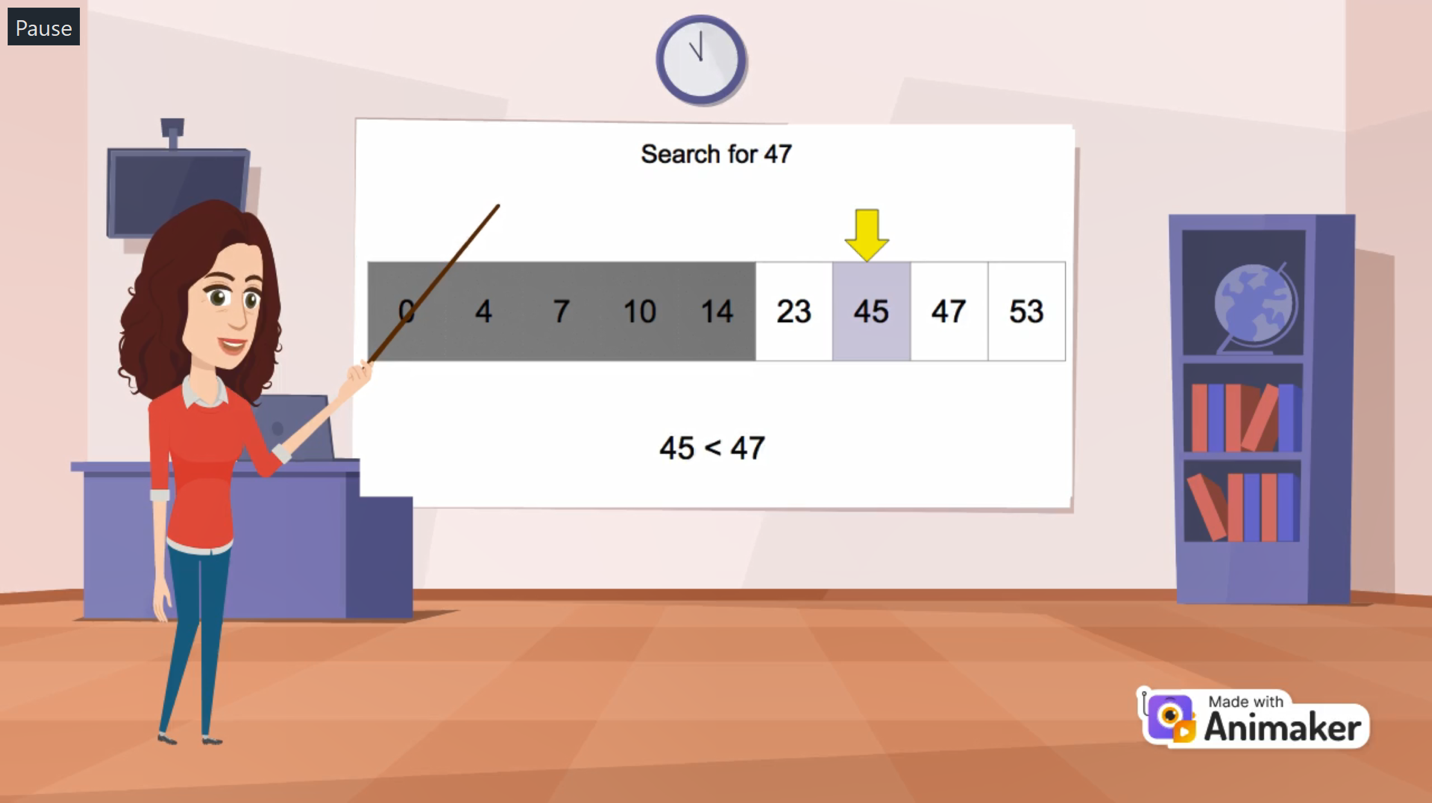 Pause
Search for 47
0 4 7 10 14 23 45 47 53
45 < 47
Made with
Animaker